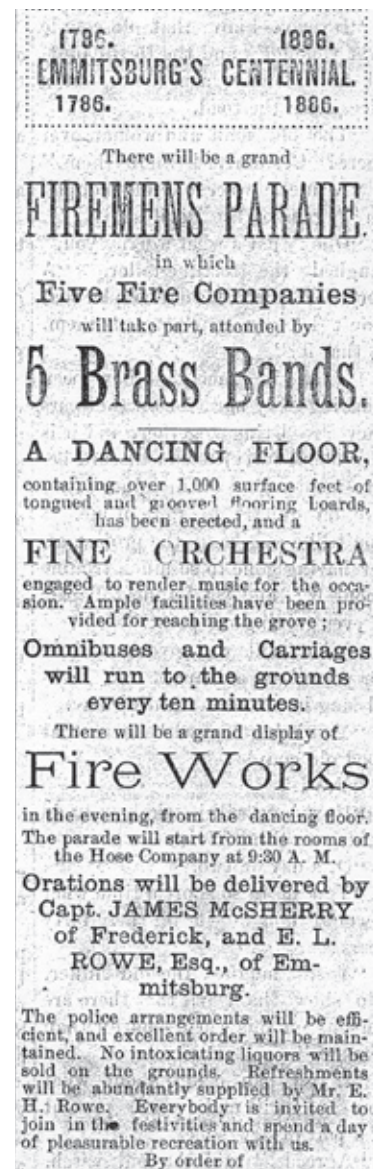 1786. 1886.
EMMITSBURG'S CENTENNIAL.
1786. 1886.
There will be a grand
FIREMENS PARADE.
in which
Five Fire Companies
will take part, attended by
5 Brass Bands.
A DANCING FLOOR,
containing over 1,000 surface feet of
tongued and grooved flooring boards,
has been erected, and a
FINE ORCHESTRA
engaged to render music for the occa-
sion. Ample facilities have been pro-
vided for reaching the grove ;
Omnibuses and Carriages
will run to the grounds
every ten minutes.
There will be a grand display of
Fire Works
in the evening, from the dancing floor.
The parade will start from the rooms of
the Hose Company at 9:30 A. M.
Orations will be delivered by
Capt. JAMES McSHERRY
of Frederick, and E. L.
ROWE, Esq., of Em-
mitsburg.
The police arrangements will be effi-
cient, and excellent order will be main-
tained. No intoxicating liquors will be
sold on the grounds. Refreshments
will be abundantly supplied by Mr. E.
H. Rowe. Everybody is invited to
join in the festivities and spend a day
of pleasurable recreation with us.
By order of